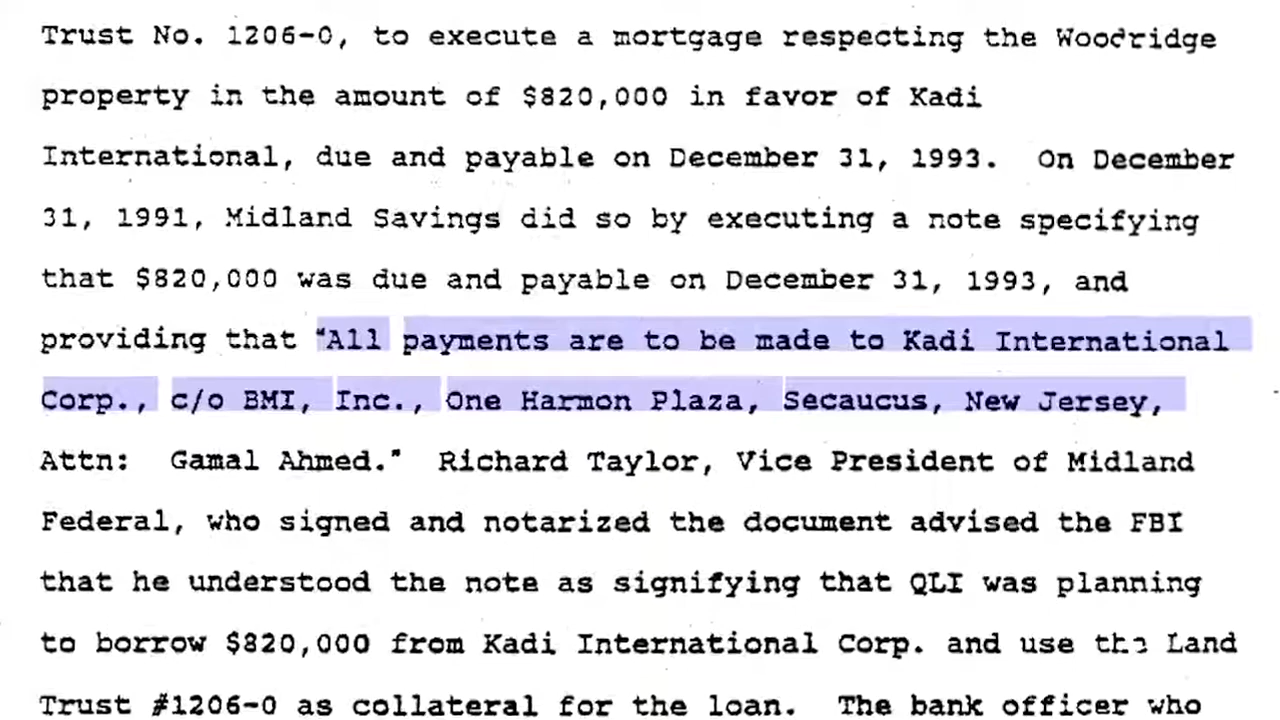 Trust No. 1206-0, to execute a mortgage respecting the Woodridge
property in the amount of $820,000 in favor of Kadi
International, due and payable on December 31, 1993. On December
31, 1991, Midland Savings did so by executing a note specifying
that $820,000 was due and payable on December 31, 1993, and
providing that "All payments are to be made to Kadi International
Corp., c/o BMI, Inc., One Harmon Plaza, Secaucus, New Jersey,
Attn: Gamal Ahmed." Richard Taylor, Vice President of Midland
Federal, who signed and notarized the document advised the FBI
that he understood the note as signifying that QLI was planning
to borrow $820,000 from Kadi International Corp. and use the Land
Trust #1206-0 as collateral for the loan. The bank officer who